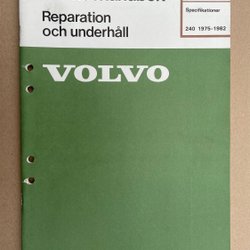 Reparation
och underhåll
Specifikationer
240 1975-1982
VOLVO